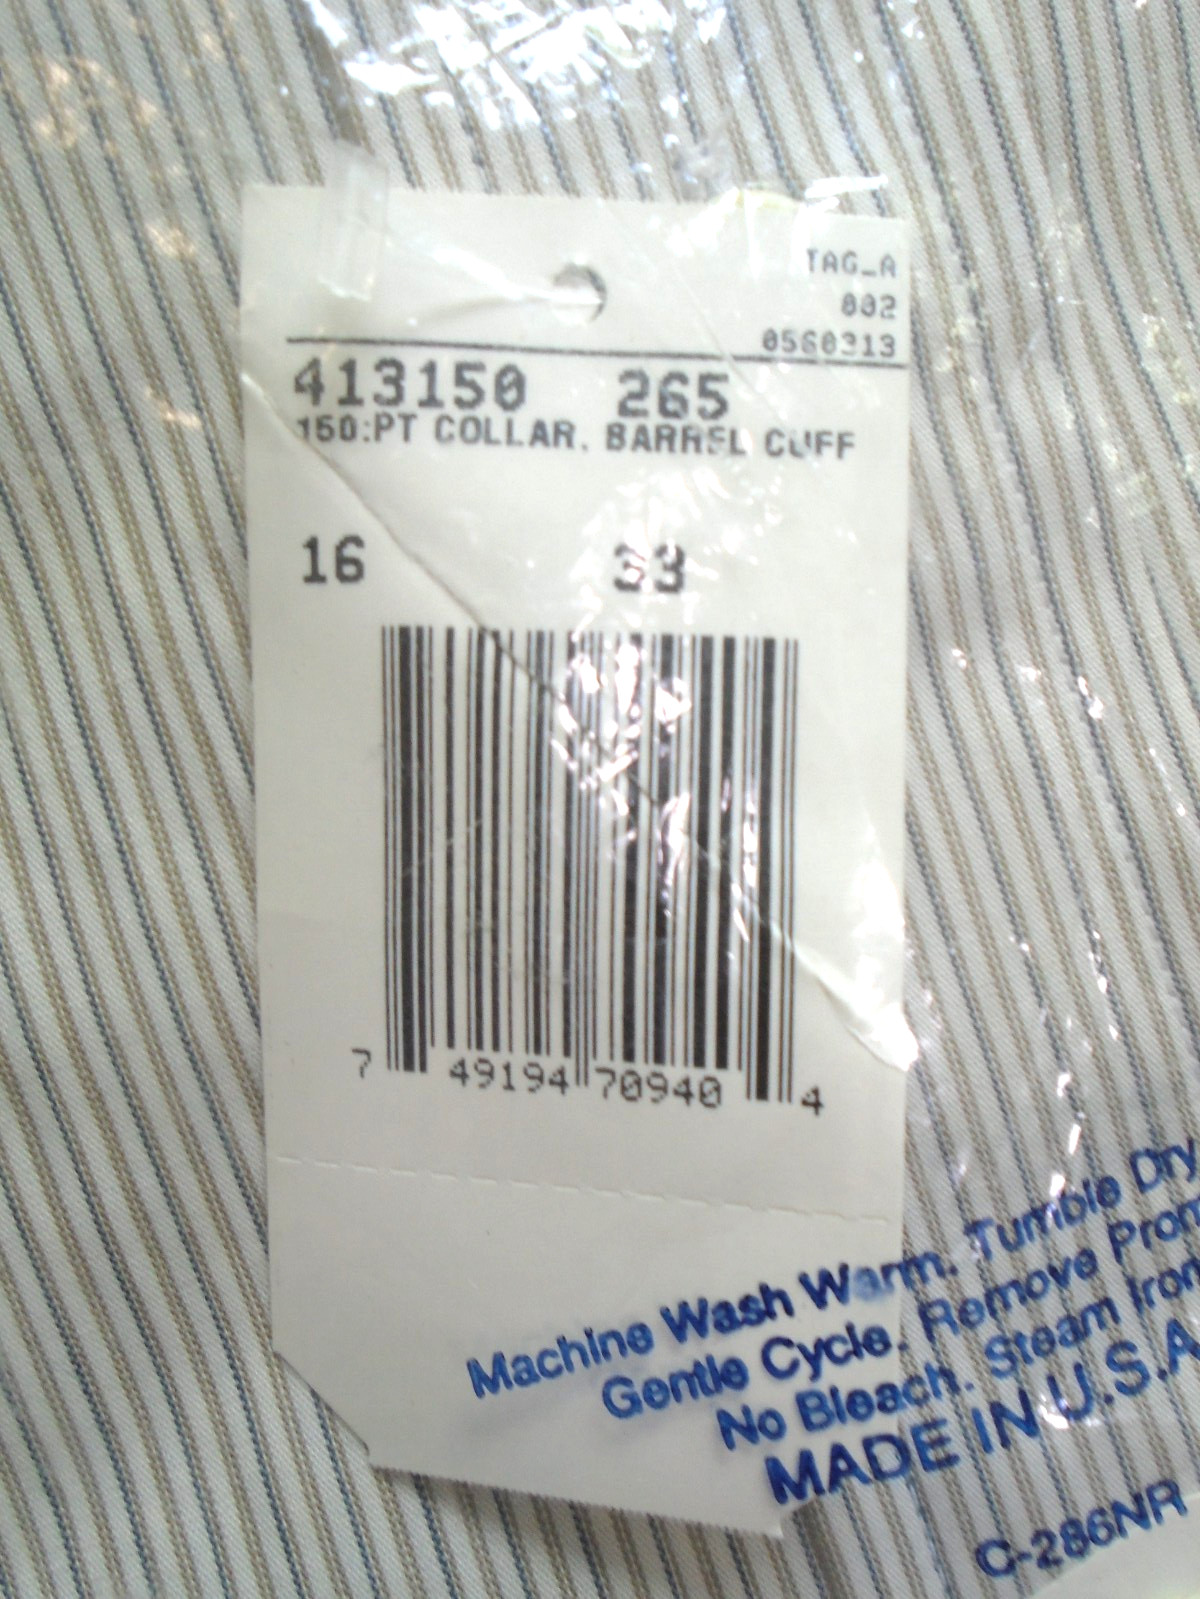 TAG_A
002
0560313
413150 265
150:PT COLLAR, BARREL CUFF
16 33
7 49194 70940 4
Machine Wash Warm. Tumble Dry
Gentle Cycle. Remove
No Bleach. Steam Iron
MADE IN U.S.A
C-286NR